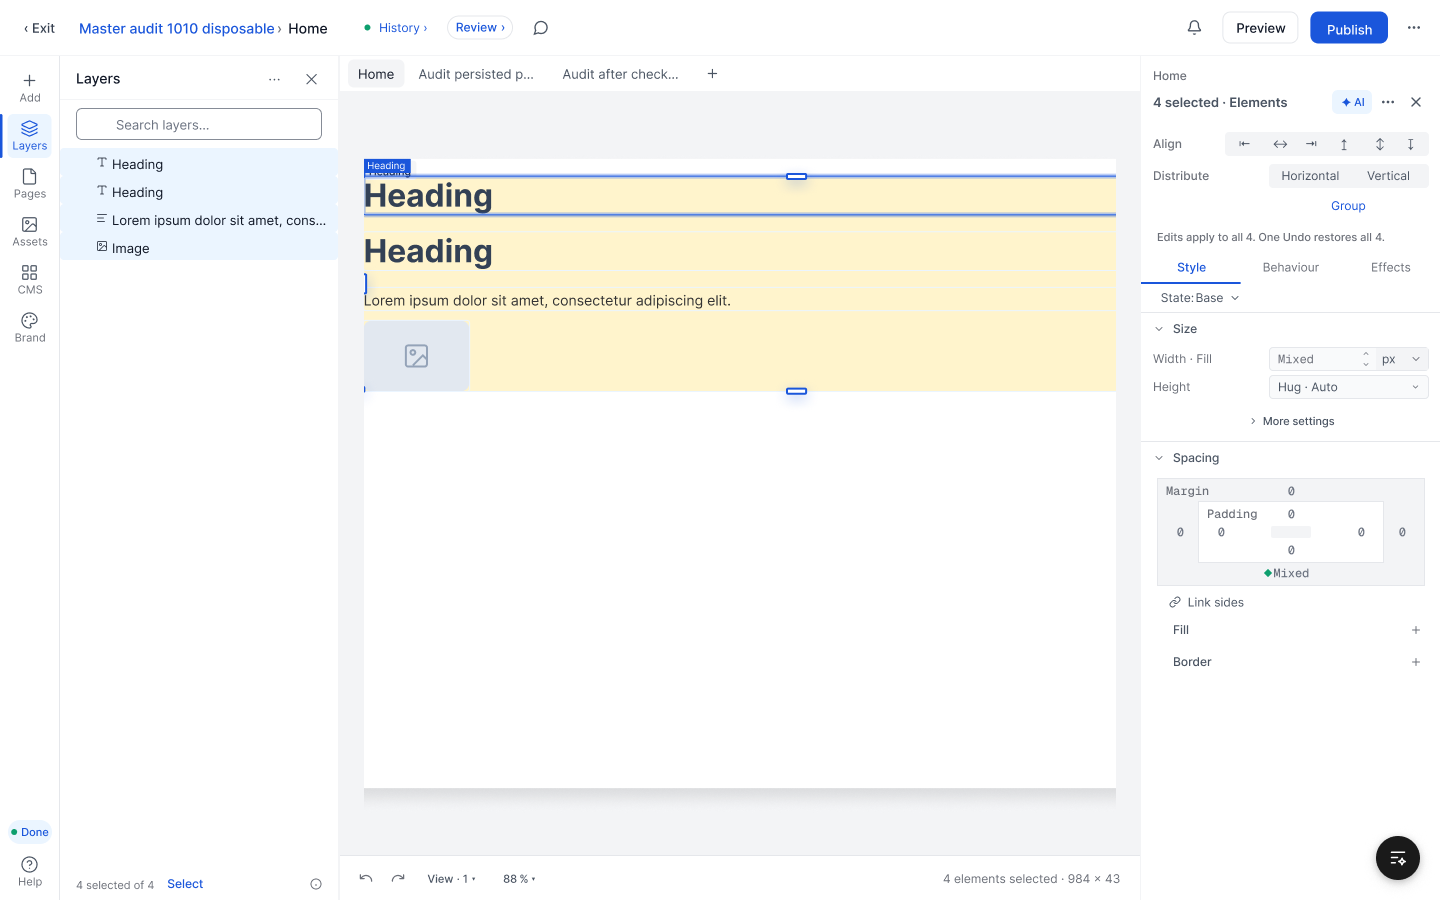 ‹ Exit
Master audit 1010 disposable › Home
History ›
Review ›
Preview
Publish
Add
Layers
Pages
Assets
CMS
Brand
Done
Help
Layers
Search layers...
Heading
Heading
Lorem ipsum dolor sit amet, cons...
Image
4 selected of 4
Select
Home
Audit persisted p...
Audit after check...
Heading
Heading
Heading
Heading
Lorem ipsum dolor sit amet, consectetur adipiscing elit.
View · 1
88 %
4 elements selected · 984 × 43
Home
4 selected · Elements
AI
Align
Distribute
Horizontal
Vertical
Group
Edits apply to all 4. One Undo restores all 4.
Style
Behaviour
Effects
State: Base
Size
Width · Fill
Mixed
px
Height
Hug · Auto
More settings
Spacing
Margin
0
Padding
0
0
0
0
0
0
Mixed
Link sides
Fill
Border